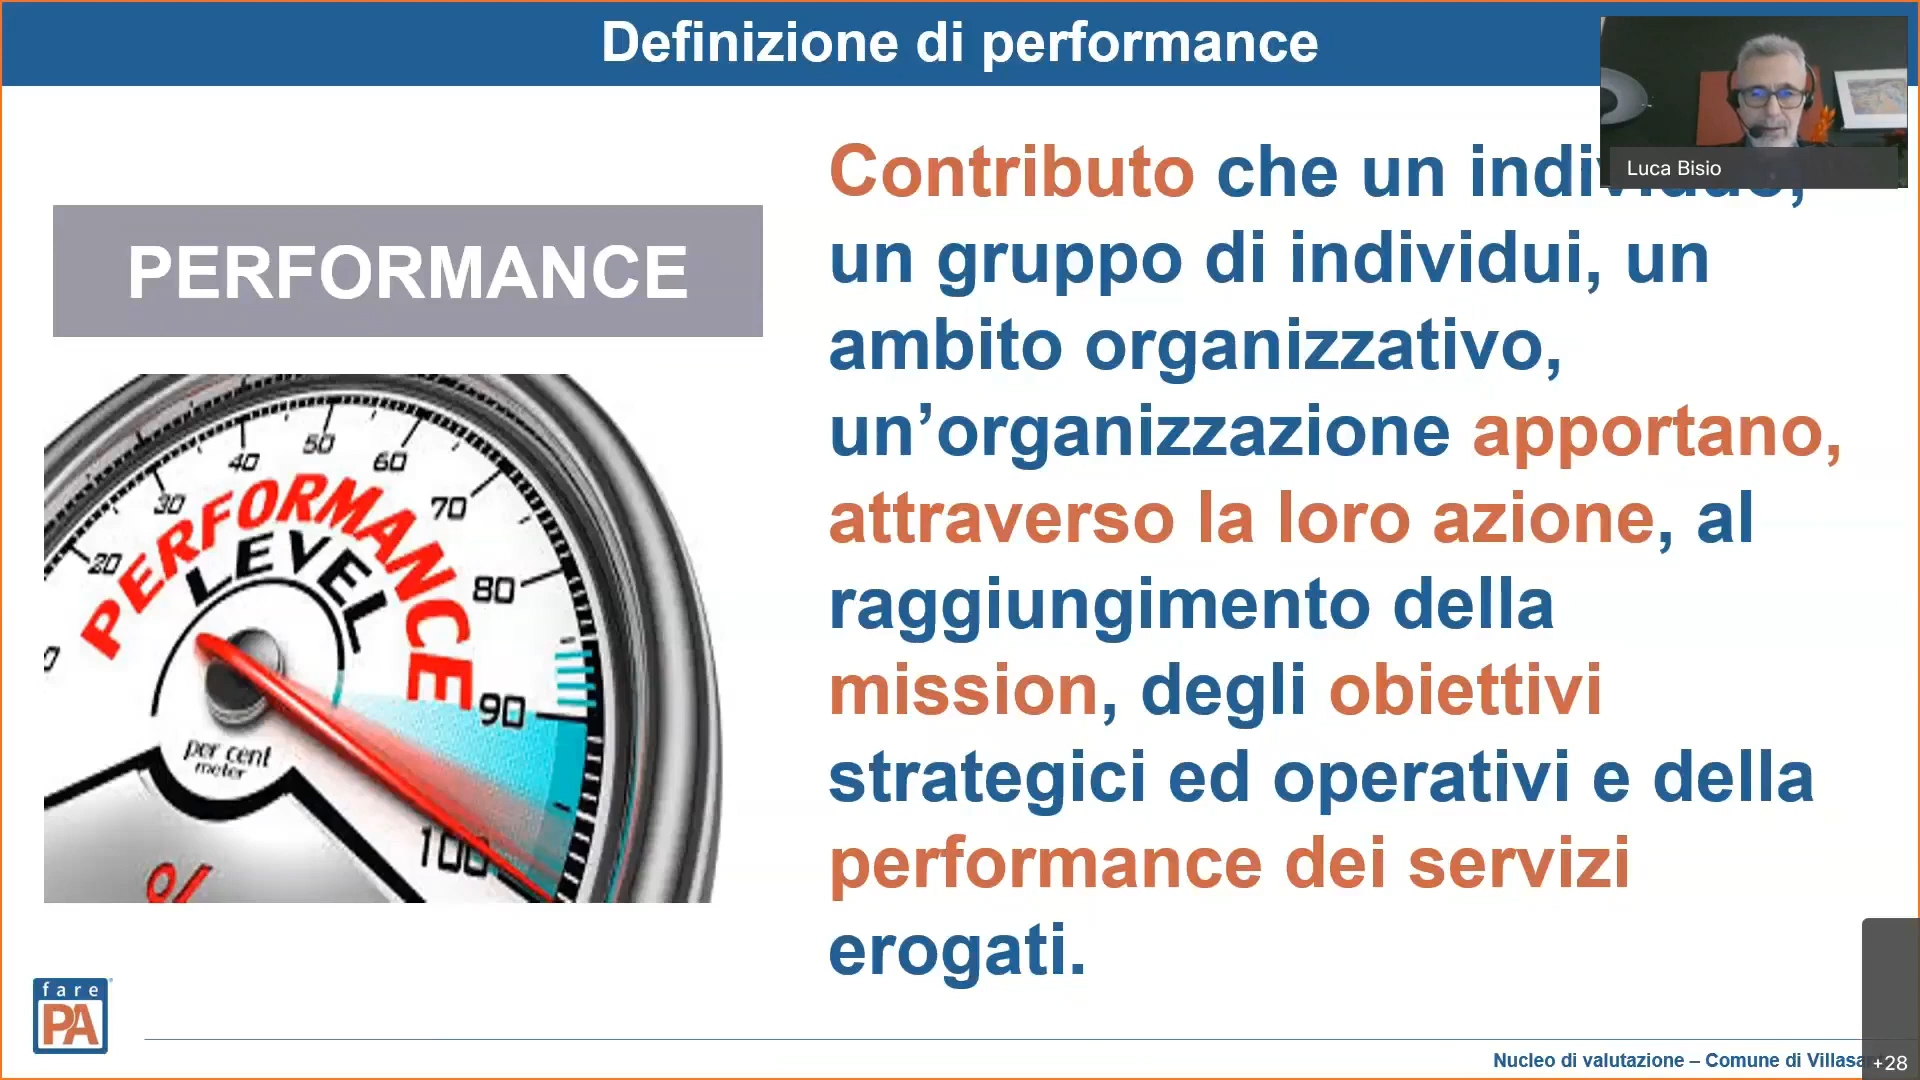 Definizione di performance
Luca Bisio
Contributo che un
un gruppo di individui, un
ambito organizzativo,
un’organizzazione apportano,
attraverso la loro azione, al
raggiungimento della
mission, degli obiettivi
strategici ed operativi e della
performance dei servizi
erogati.
PERFORMANCE
20 30 40 50 60 70 80 90 100
PERFORMANCE
LEVEL
per cent
meter
%
fare
PA
Nucleo di valutazione – Comune di
+28